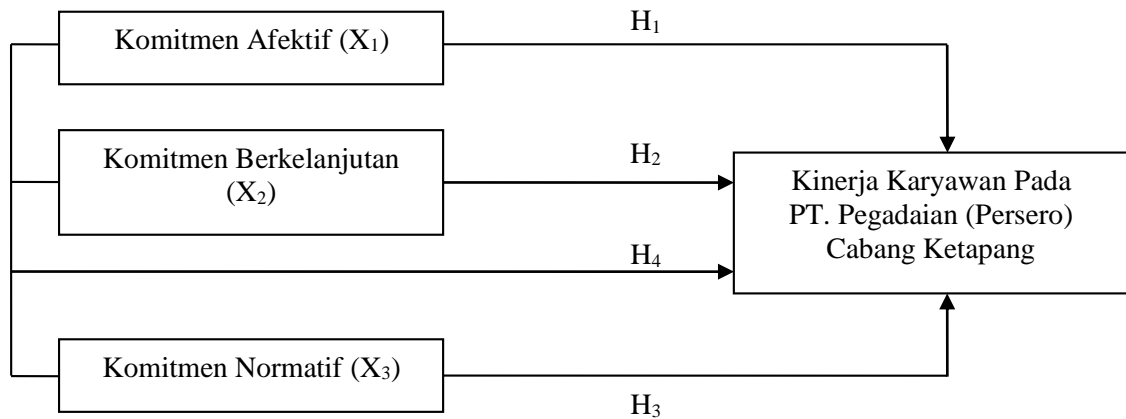 H₁
Komitmen Afektif (X₁)
Komitmen Berkelanjutan
(X₂)
H₂
Kinerja Karyawan Pada
PT. Pegadaian (Persero)
Cabang Ketapang
H₄
Komitmen Normatif (X₃)
H₃